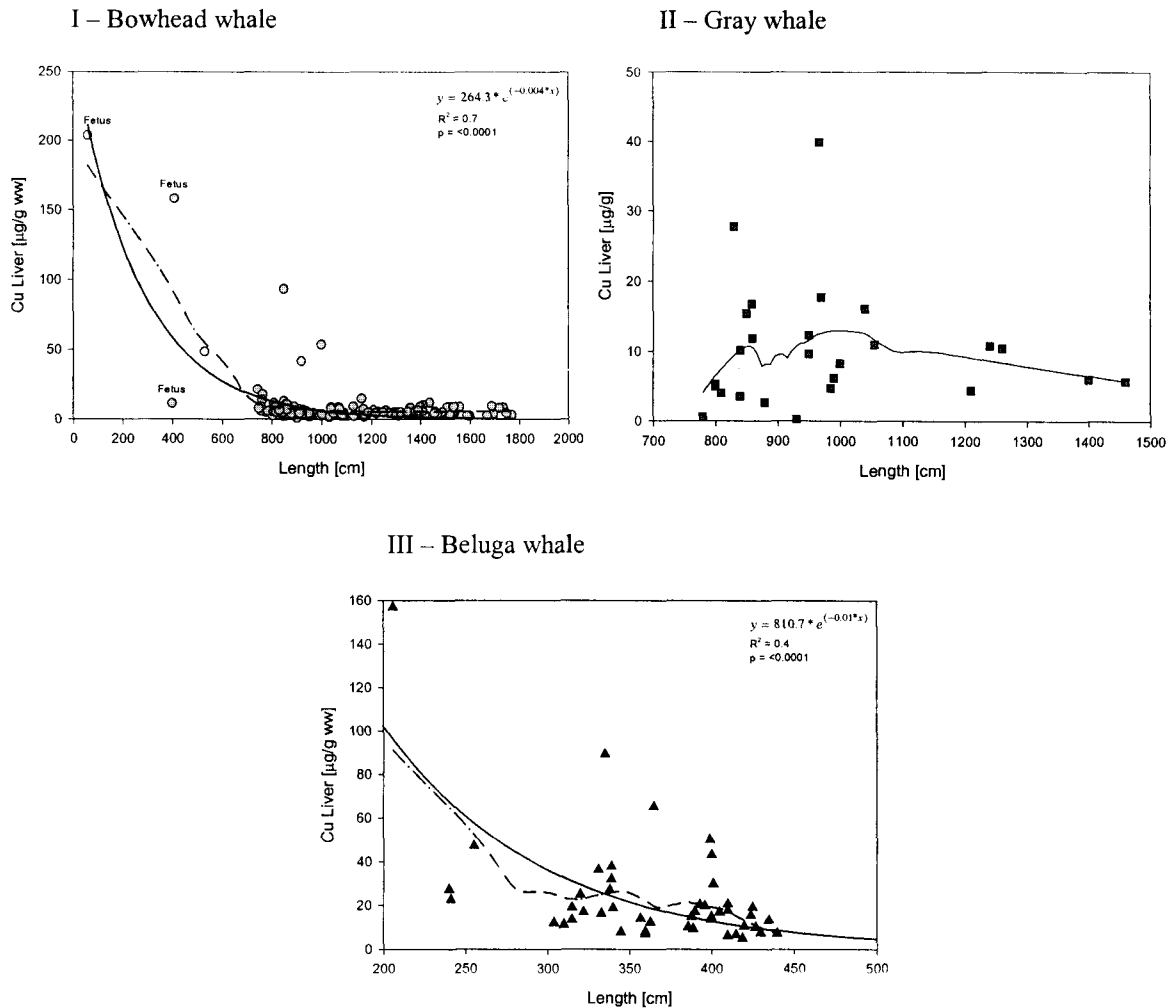 I – Bowhead whale
250
200
150
100
50
0
Cu Liver [µg/g ww]
Fetus
Fetus
Fetus
y = 264.3* e^(-0.004*x)
R² = 0.7
p = <0.0001
0 200 400 600 800 1000 1200 1400 1600 1800 2000
Length [cm]
II – Gray whale
50
40
30
20
10
0
Cu Liver [µg/g]
700 800 900 1000 1100 1200 1300 1400 1500
Length [cm]
III – Beluga whale
160
140
120
100
80
60
40
20
0
Cu Liver [µg/g ww]
y = 810.7* e^(-0.01*x)
R² = 0.4
p = <0.0001
200 250 300 350 400 450 500
Length [cm]